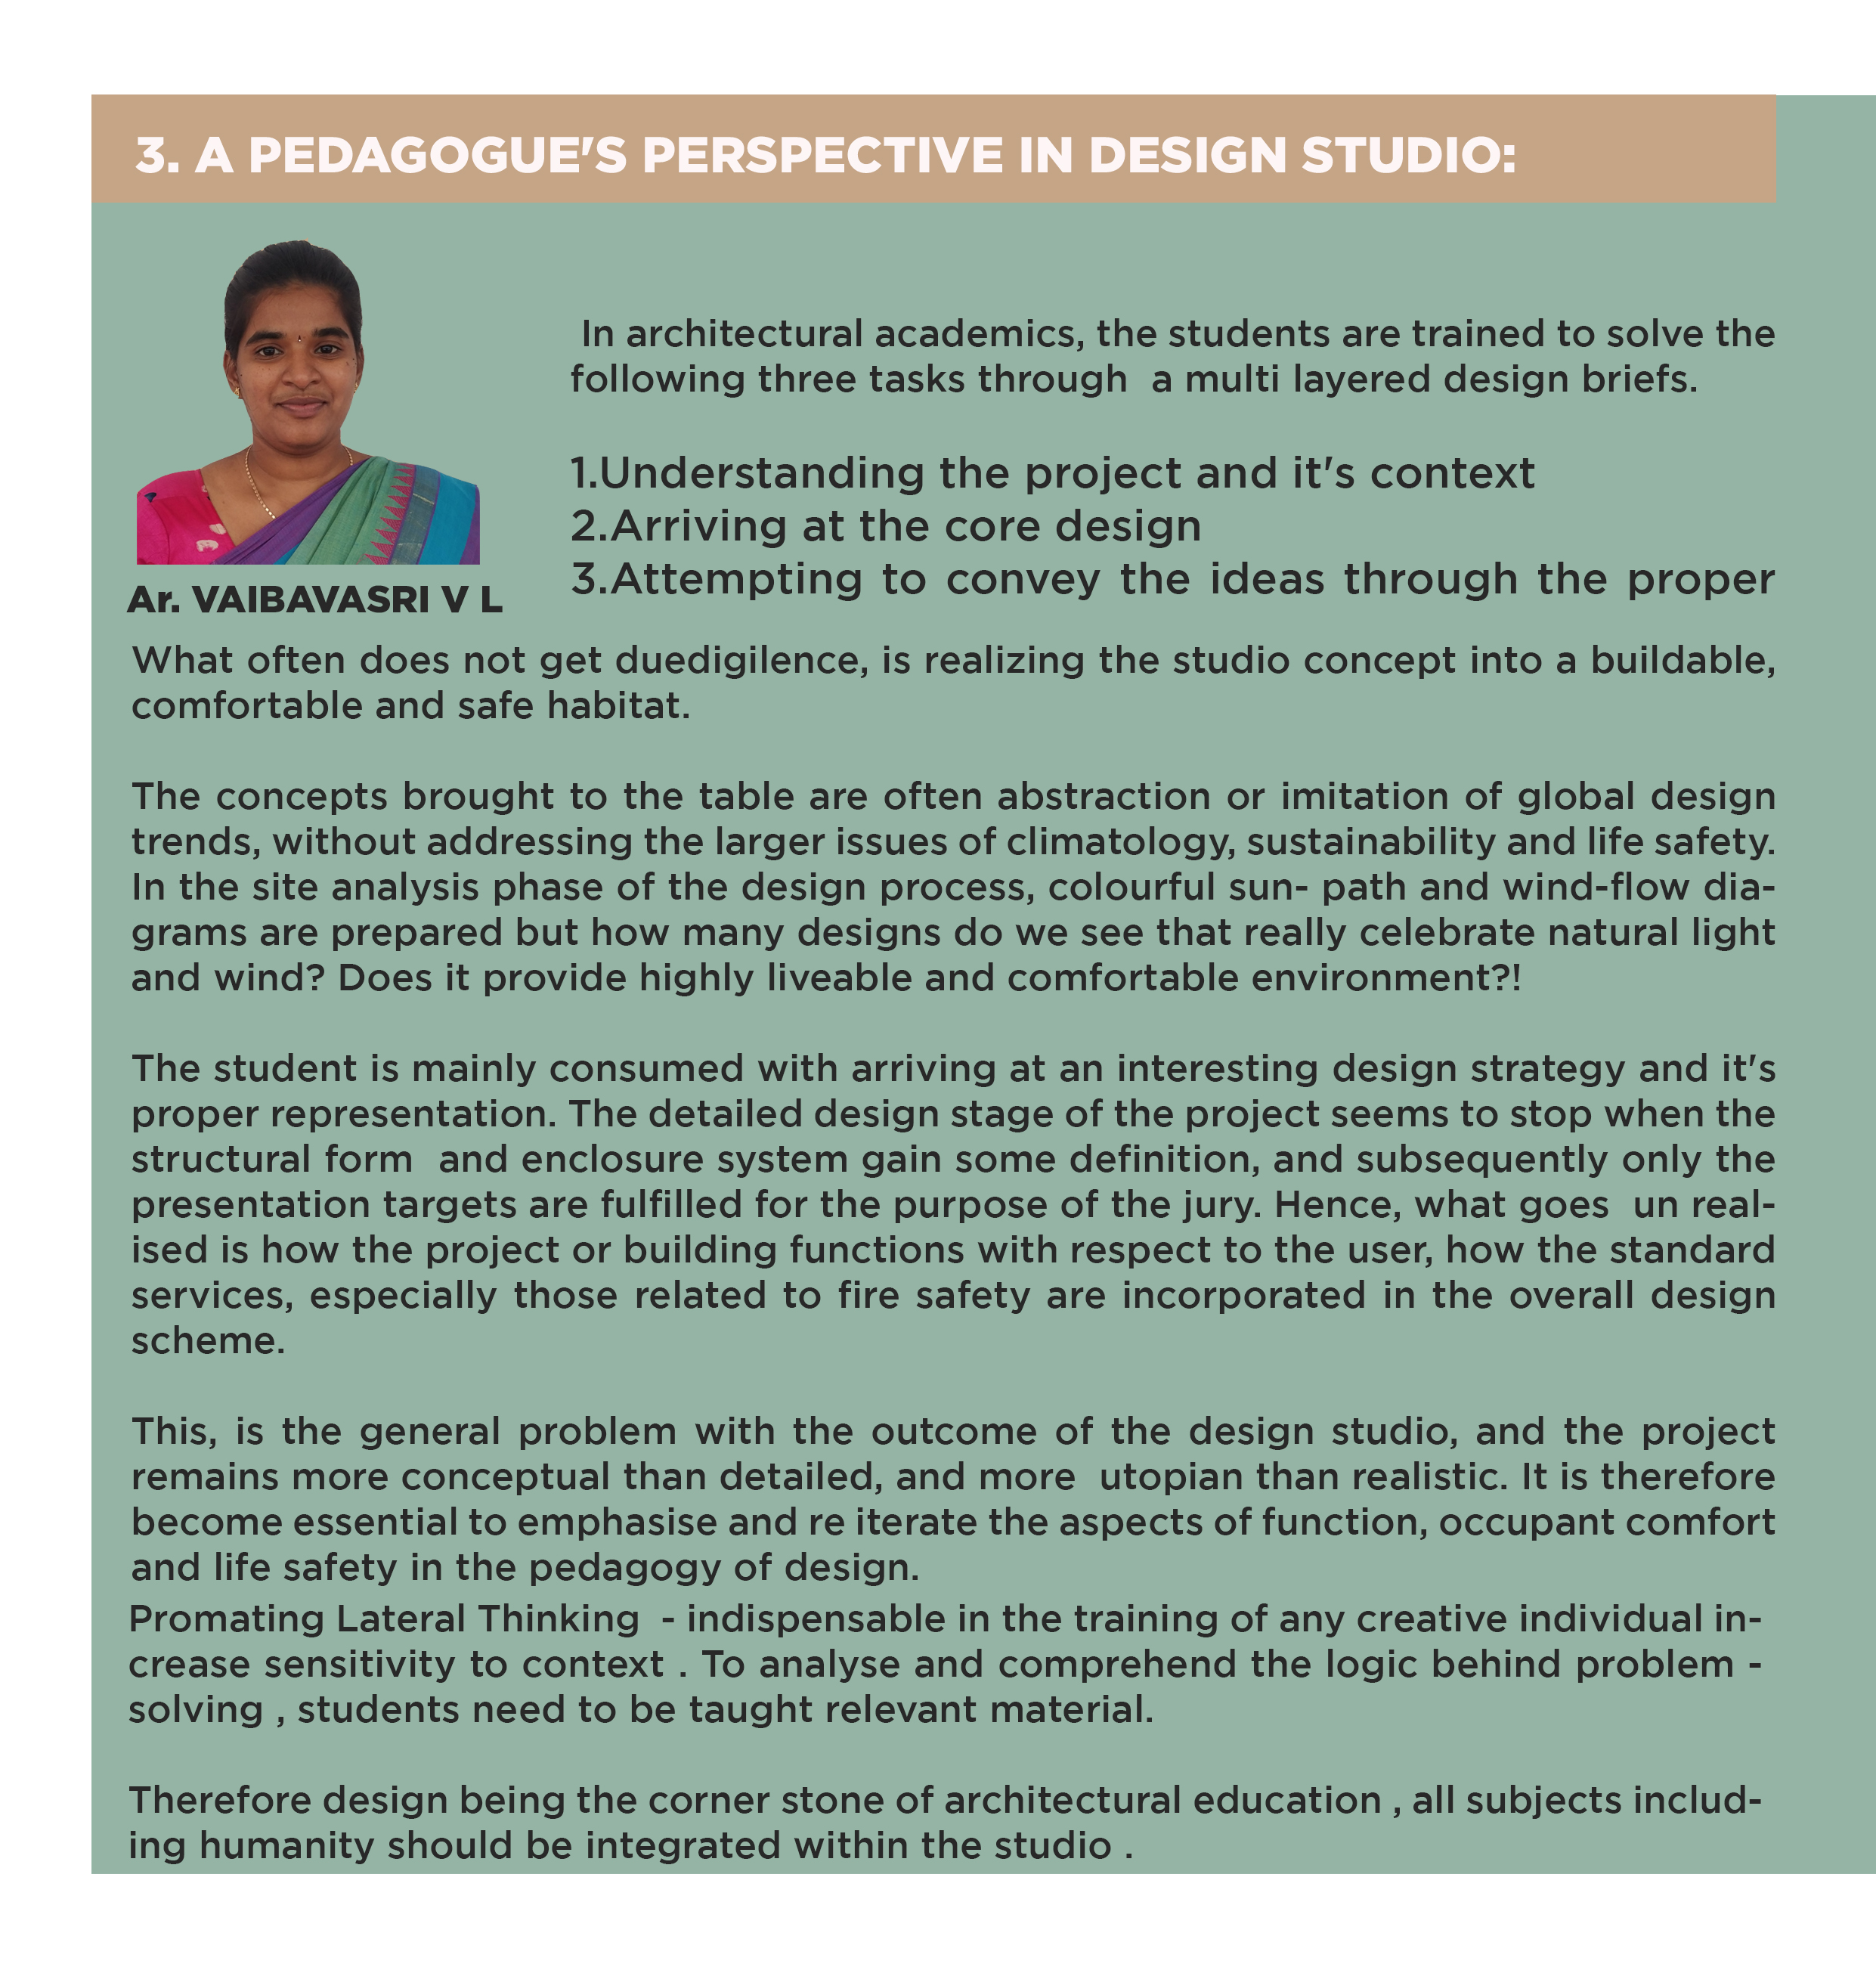 3. A PEDAGOGUE'S PERSPECTIVE IN DESIGN STUDIO:
In architectural academics, the students are trained to solve the
following three tasks through a multi layered design briefs.
1.Understanding the project and it's context
2.Arriving at the core design
3.Attempting to convey the ideas through the proper
Ar. VAIBAVASRI V L
What often does not get duedigilence, is realizing the studio concept into a buildable,
comfortable and safe habitat.
The concepts brought to the table are often abstraction or imitation of global design
trends, without addressing the larger issues of climatology, sustainability and life safety.
In the site analysis phase of the design process, colourful sun- path and wind-flow dia-
grams are prepared but how many designs do we see that really celebrate natural light
and wind? Does it provide highly liveable and comfortable environment?!
The student is mainly consumed with arriving at an interesting design strategy and it's
proper representation. The detailed design stage of the project seems to stop when the
structural form and enclosure system gain some definition, and subsequently only the
presentation targets are fulfilled for the purpose of the jury. Hence, what goes un real-
ised is how the project or building functions with respect to the user, how the standard
services, especially those related to fire safety are incorporated in the overall design
scheme.
This, is the general problem with the outcome of the design studio, and the project
remains more conceptual than detailed, and more utopian than realistic. It is therefore
become essential to emphasise and re iterate the aspects of function, occupant comfort
and life safety in the pedagogy of design.
Promating Lateral Thinking - indispensable in the training of any creative individual in-
crease sensitivity to context . To analyse and comprehend the logic behind problem -
solving , students need to be taught relevant material.
Therefore design being the corner stone of architectural education , all subjects includ-
ing humanity should be integrated within the studio .